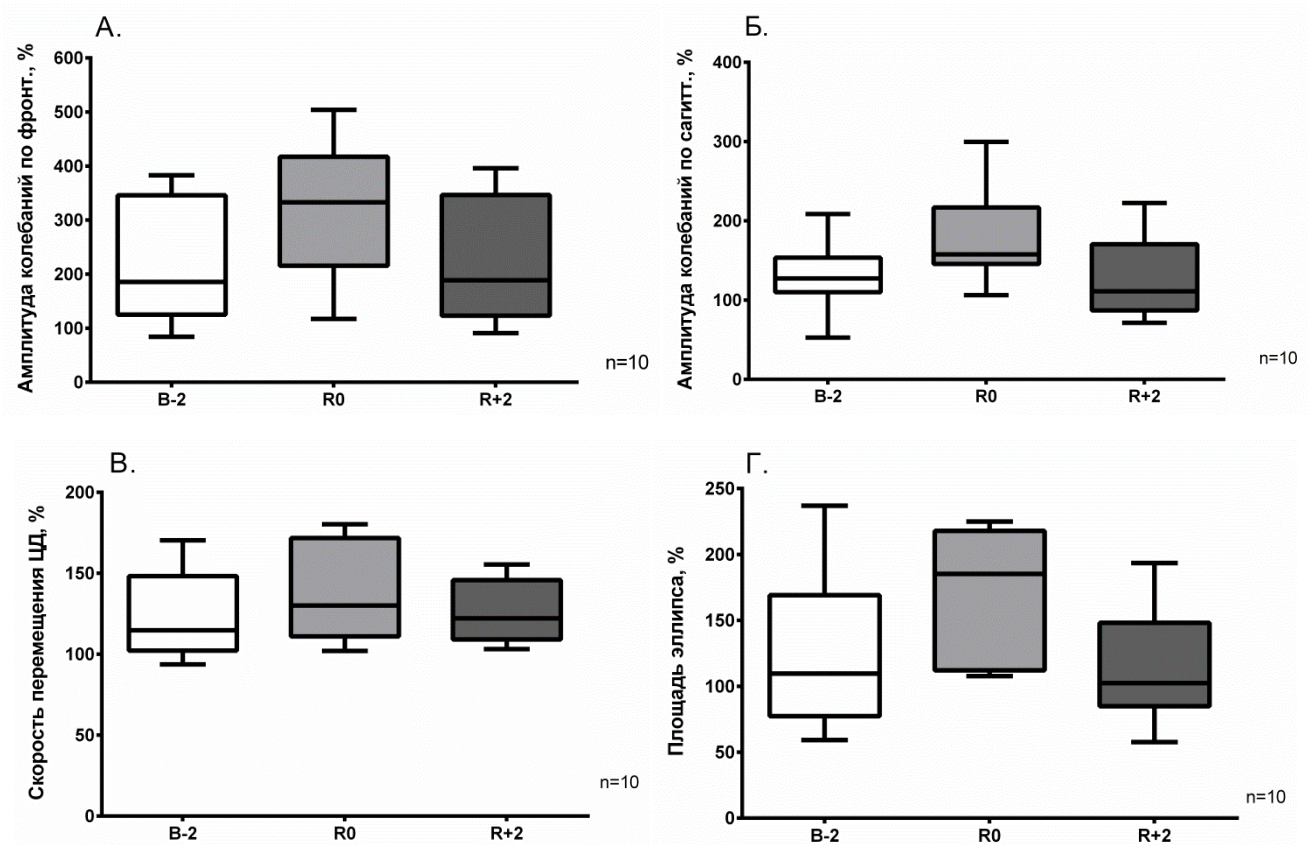 А.
Амплитуда колебаний по фронт., %
600
500
400
300
200
100
0
B-2
R0
R+2
n=10
Б.
Амплитуда колебаний по сагитт., %
400
300
200
100
0
B-2
R0
R+2
n=10
В.
Скорость перемещения ЦД, %
200
150
100
50
0
B-2
R0
R+2
n=10
Г.
Площадь эллипса, %
250
200
150
100
50
0
B-2
R0
R+2
n=10